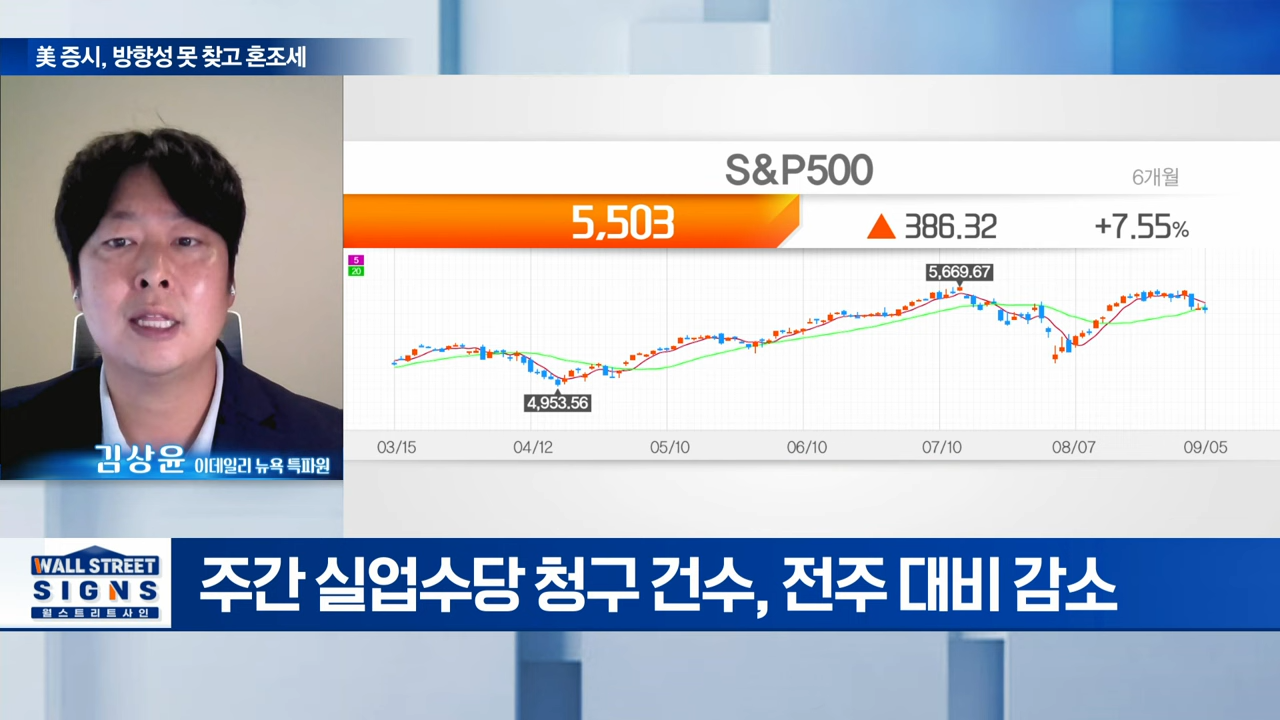 美 증시, 방향성 못 찾고 혼조세
S&P500
6개월
5,503
▲ 386.32
+7.55%
5
20
5,669.67
4,953.56
03/15 04/12 05/10 06/10 07/10 08/07 09/05
김상윤 이데일리 뉴욕 특파원
WALL STREET
SIGNS
월스트리트사인
주간 실업수당 청구 건수, 전주 대비 감소